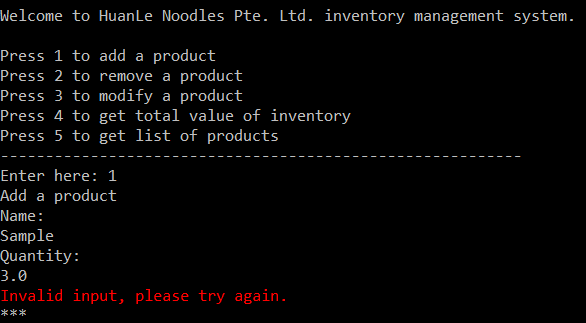 Welcome to HuanLe Noodles Pte. Ltd. inventory management system.
Press 1 to add a product
Press 2 to remove a product
Press 3 to modify a product
Press 4 to get total value of inventory
Press 5 to get list of products
----------------------------------------------------------
Enter here: 1
Add a product
Name:
Sample
Quantity:
3.0
Invalid input, please try again.
***